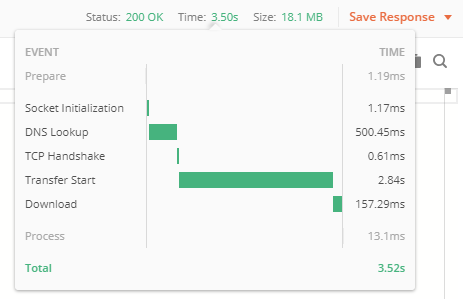 Status: 200 OK Time: 3.50s Size: 18.1 MB Save Response
EVENT TIME
Prepare 1.19ms
Socket Initialization 1.17ms
DNS Lookup 500.45ms
TCP Handshake 0.61ms
Transfer Start 2.84s
Download 157.29ms
Process 13.1ms
Total 3.52s